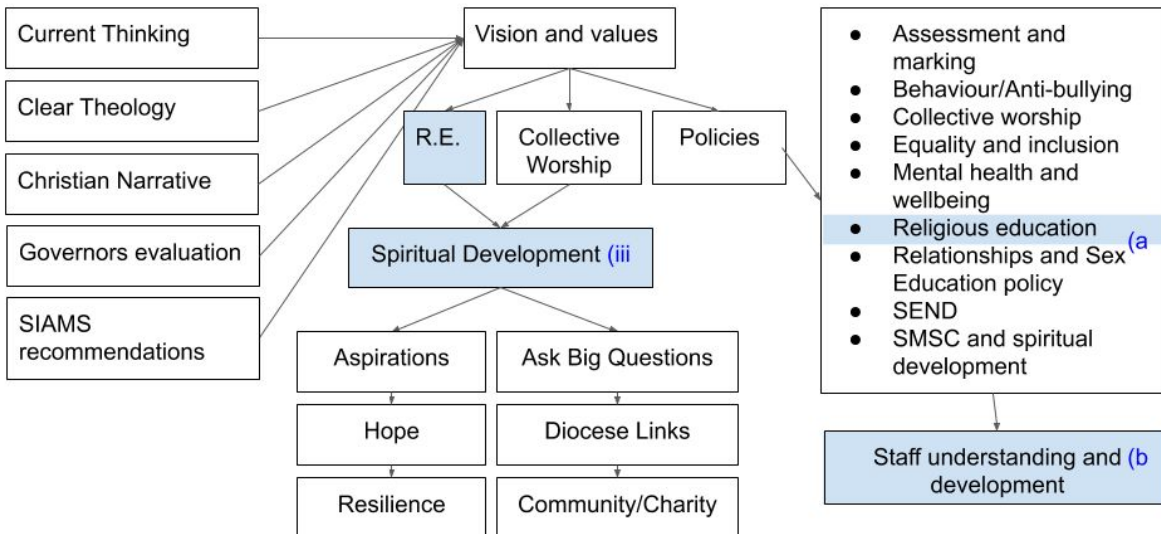 Current Thinking
Clear Theology
Christian Narrative
Governors evaluation
SIAMS
recommendations
Vision and values
R.E.
Collective
Worship
Policies
Spiritual Development (iii
Aspirations
Ask Big Questions
Hope
Diocese Links
Resilience
Community/Charity
● Assessment and
marking
● Behaviour/Anti-bullying
● Collective worship
● Equality and inclusion
● Mental health and
wellbeing
● Religious education (a
● Relationships and Sex
Education policy
● SEND
● SMSC and spiritual
development
Staff understanding and (b
development